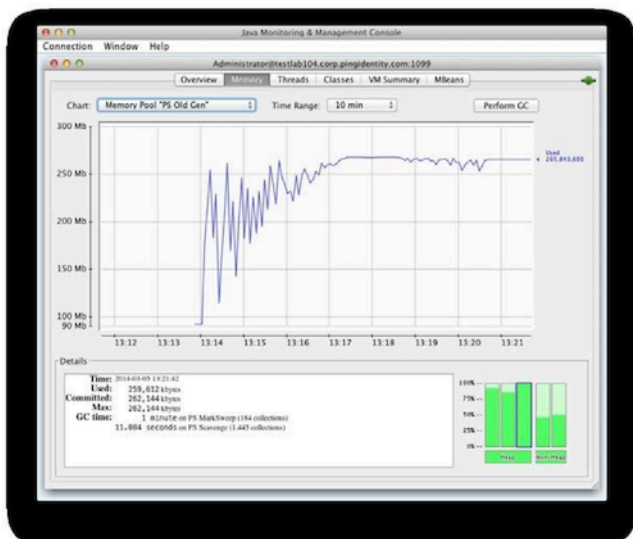 Java Monitoring & Management Console
Connection Window Help
Administrator@testlab104.corp.pingidentity.com:1099
Overview Memory Threads Classes VM Summary MBeans
Chart: Memory Pool "PS Old Gen" Time Range: 10 min Perform GC
300 Mb
250 Mb
200 Mb
150 Mb
100 Mb
90 Mb
Used
265,843,600
13:12 13:13 13:14 13:15 13:16 13:17 13:18 13:19 13:20 13:21
Details
Time: 2014-03-05 13:21:42
Used: 259,612 kbytes
Committed: 262,144 kbytes
Max: 262,144 kbytes
GC time: 1 minute on PS MarkSweep (184 collections)
11.084 seconds on PS Scavenge (1,445 collections)
100% --
75% --
50% --
25% --
0% --
Heap Non-Heap